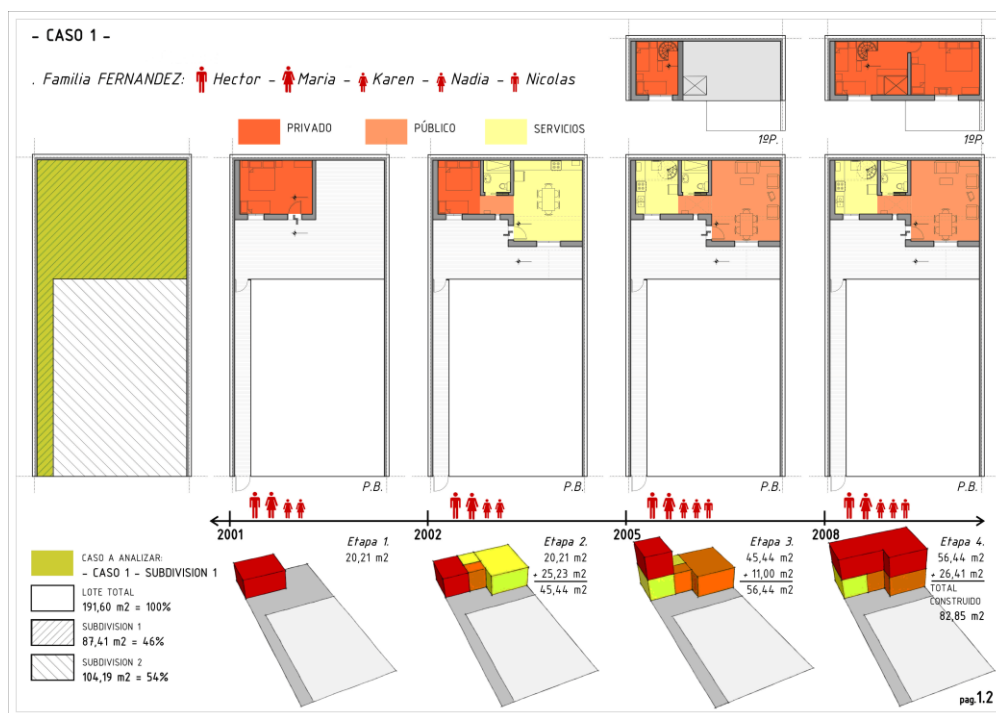 - CASO 1 -
. Familia FERNANDEZ: Hector - Maria - Karen - Nadia - Nicolas
PRIVADO
PÚBLICO
SERVICIOS
1ºP.
1ºP.
P.B.
P.B.
P.B.
P.B.
2001
2002
2005
2008
Etapa 1.
20,21 m2
Etapa 2.
20,21 m2
+ 25,23 m2
45,44 m2
Etapa 3.
45,44 m2
+ 11,00 m2
56,44 m2
Etapa 4.
56,44 m2
+ 26,41 m2
TOTAL
CONSTRUIDO
82,85 m2
CASO A ANALIZAR:
- CASO 1 - SUBDIVISION 1
LOTE TOTAL
191,60 m2 = 100%
SUBDIVISION 1
87,41 m2 = 46%
SUBDIVISION 2
104,19 m2 = 54%
pag.1.2